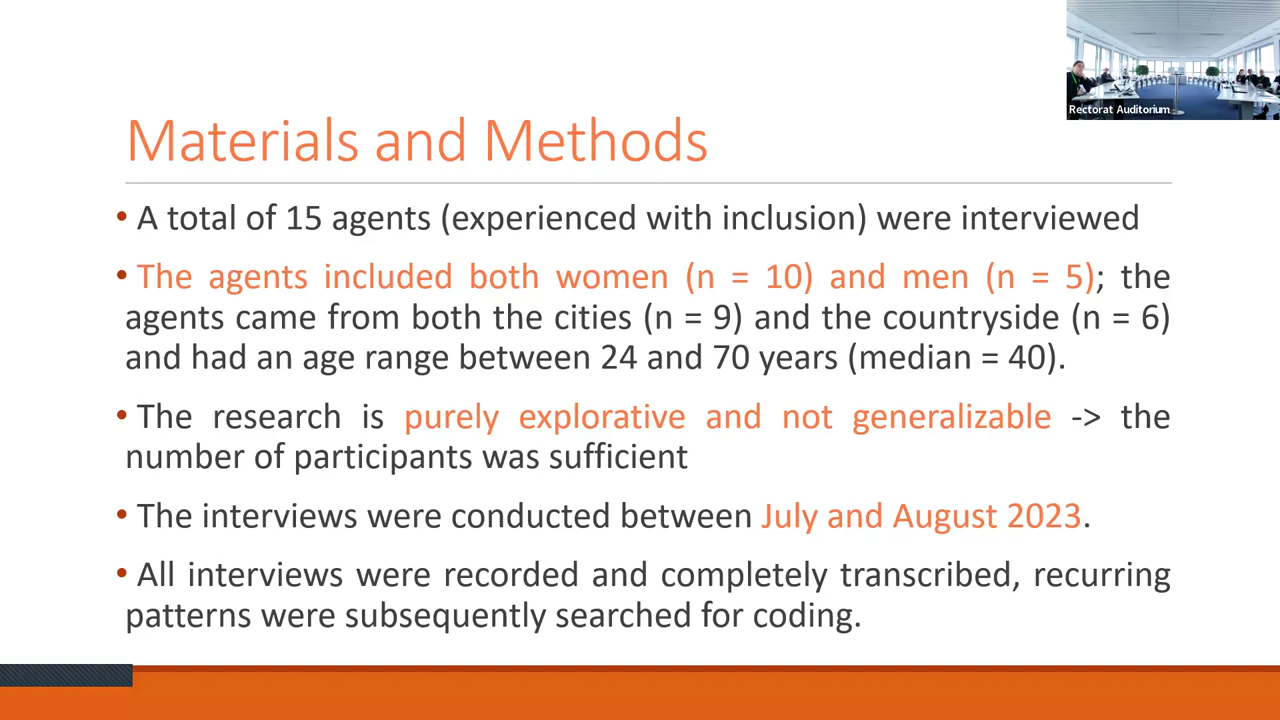 Rectorat Auditorium
Materials and Methods
• A total of 15 agents (experienced with inclusion) were interviewed
• The agents included both women (n = 10) and men (n = 5); the
agents came from both the cities (n = 9) and the countryside (n = 6)
and had an age range between 24 and 70 years (median = 40).
• The research is purely explorative and not generalizable -> the
number of participants was sufficient
• The interviews were conducted between July and August 2023.
• All interviews were recorded and completely transcribed, recurring
patterns were subsequently searched for coding.